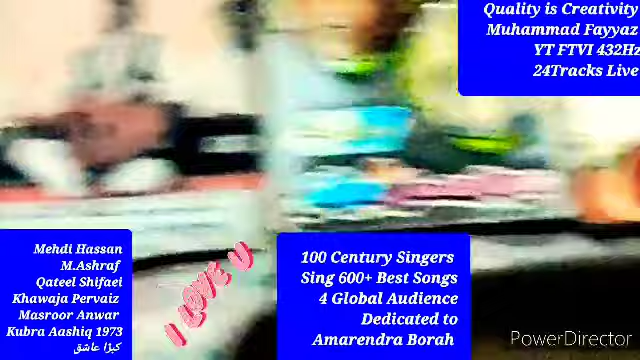 Quality is Creativity
Muhammad Fayyaz
YT FTVI 432Hz
24Tracks Live
Mehdi Hassan
M.Ashraf
Qateel Shifaei
Khawaja Pervaiz
Masroor Anwar
Kubra Aashiq 1973
کبڑا عاشق
I LOVE U
100 Century Singers
Sing 600+ Best Songs
4 Global Audience
Dedicated to
Amarendra Borah
PowerDirector